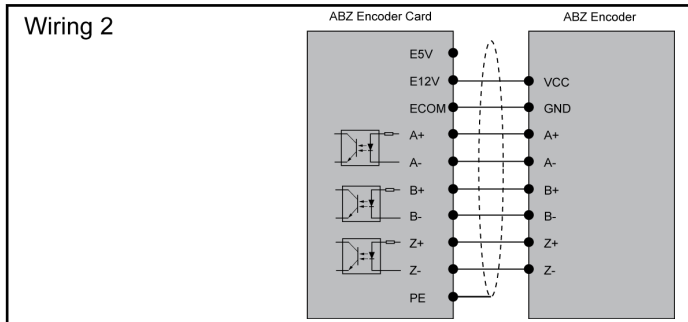 Wiring 2
ABZ Encoder Card ABZ Encoder
E5V
E12V VCC
ECOM GND
A+ A+
A- A-
B+ B+
B- B-
Z+ Z+
Z- Z-
PE